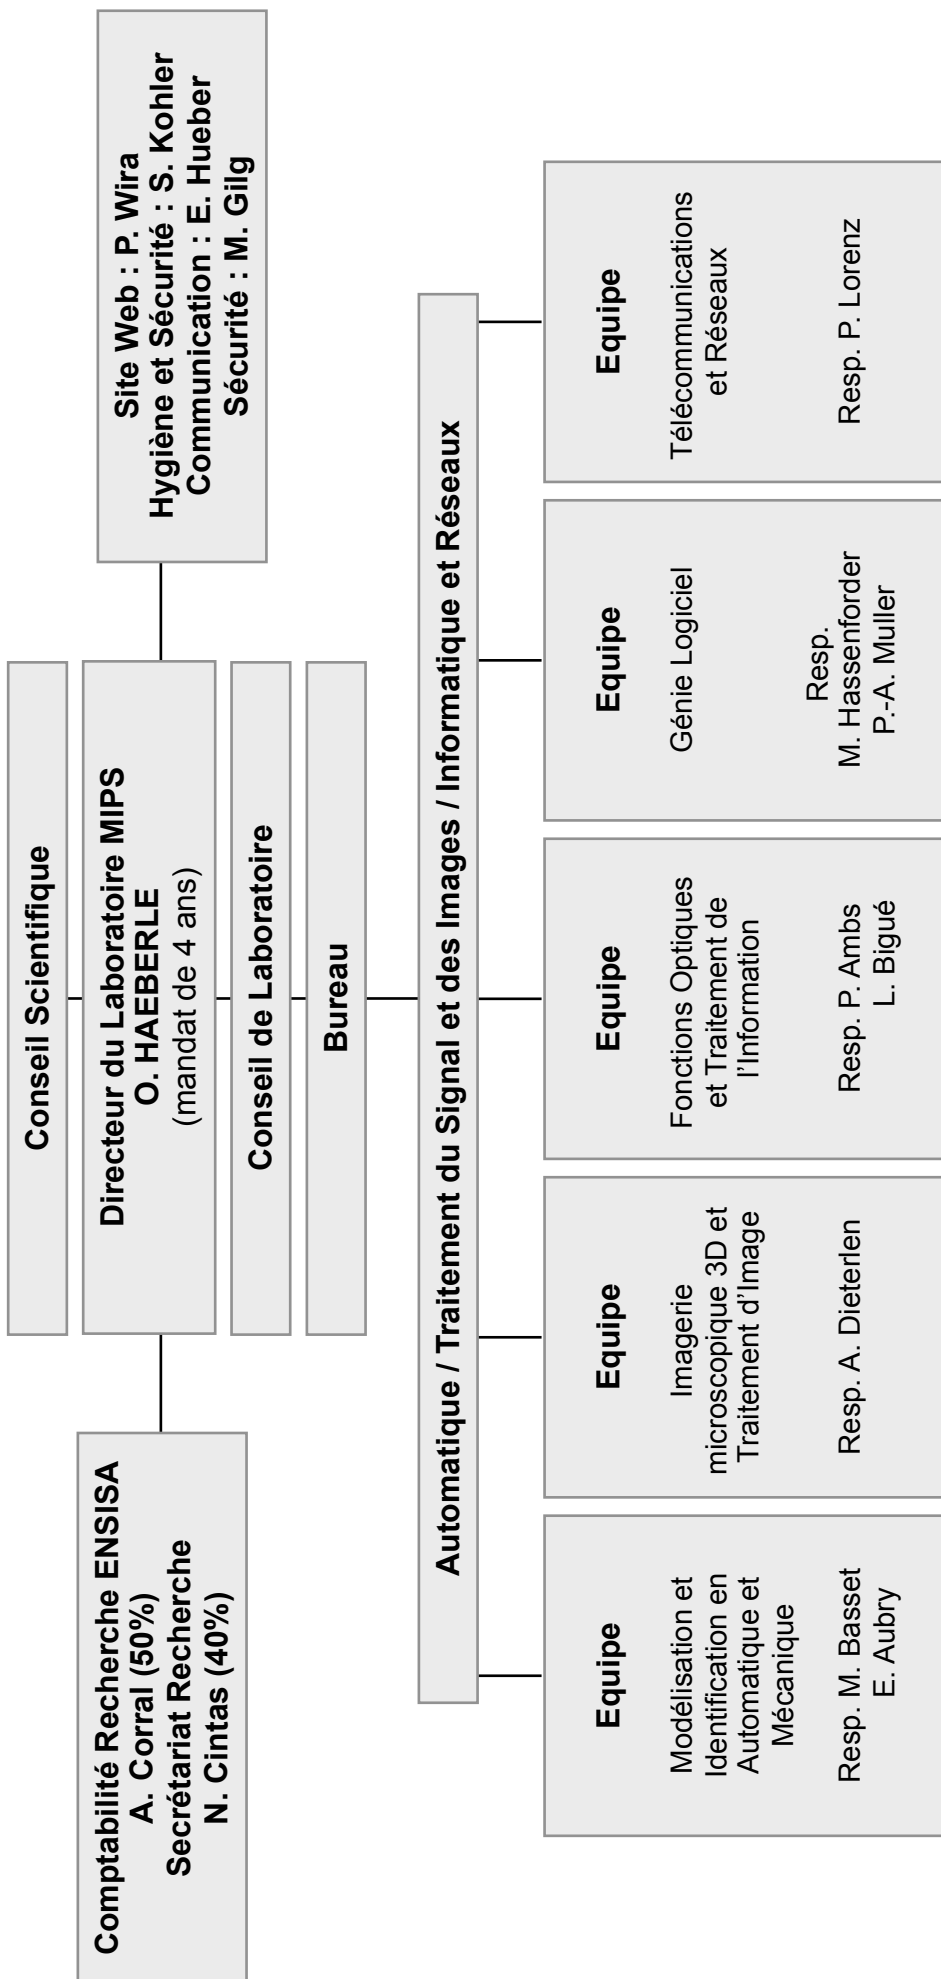 Conseil Scientifique
Comptabilité Recherche ENSISA
A. Corral (50%)
Secrétariat Recherche
N. Cintas (40%)
Directeur du Laboratoire MIPS
O. HAEBERLE
(mandat de 4 ans)
Site Web : P. Wira
Hygiène et Sécurité : S. Kohler
Communication : E. Hueber
Sécurité : M. Gilg
Conseil de Laboratoire
Bureau
Automatique / Traitement du Signal et des Images / Informatique et Réseaux
Equipe
Modélisation et
Identification en
Automatique et
Mécanique
Resp. M. Basset
E. Aubry
Equipe
Imagerie
microscopique 3D et
Traitement d'Image
Resp. A. Dieterlen
Equipe
Fonctions Optiques
et Traitement de
l'Information
Resp. P. Ambs
L. Bigué
Equipe
Génie Logiciel
Resp.
M. Hassenforder
P.-A. Muller
Equipe
Télécommunications
et Réseaux
Resp. P. Lorenz